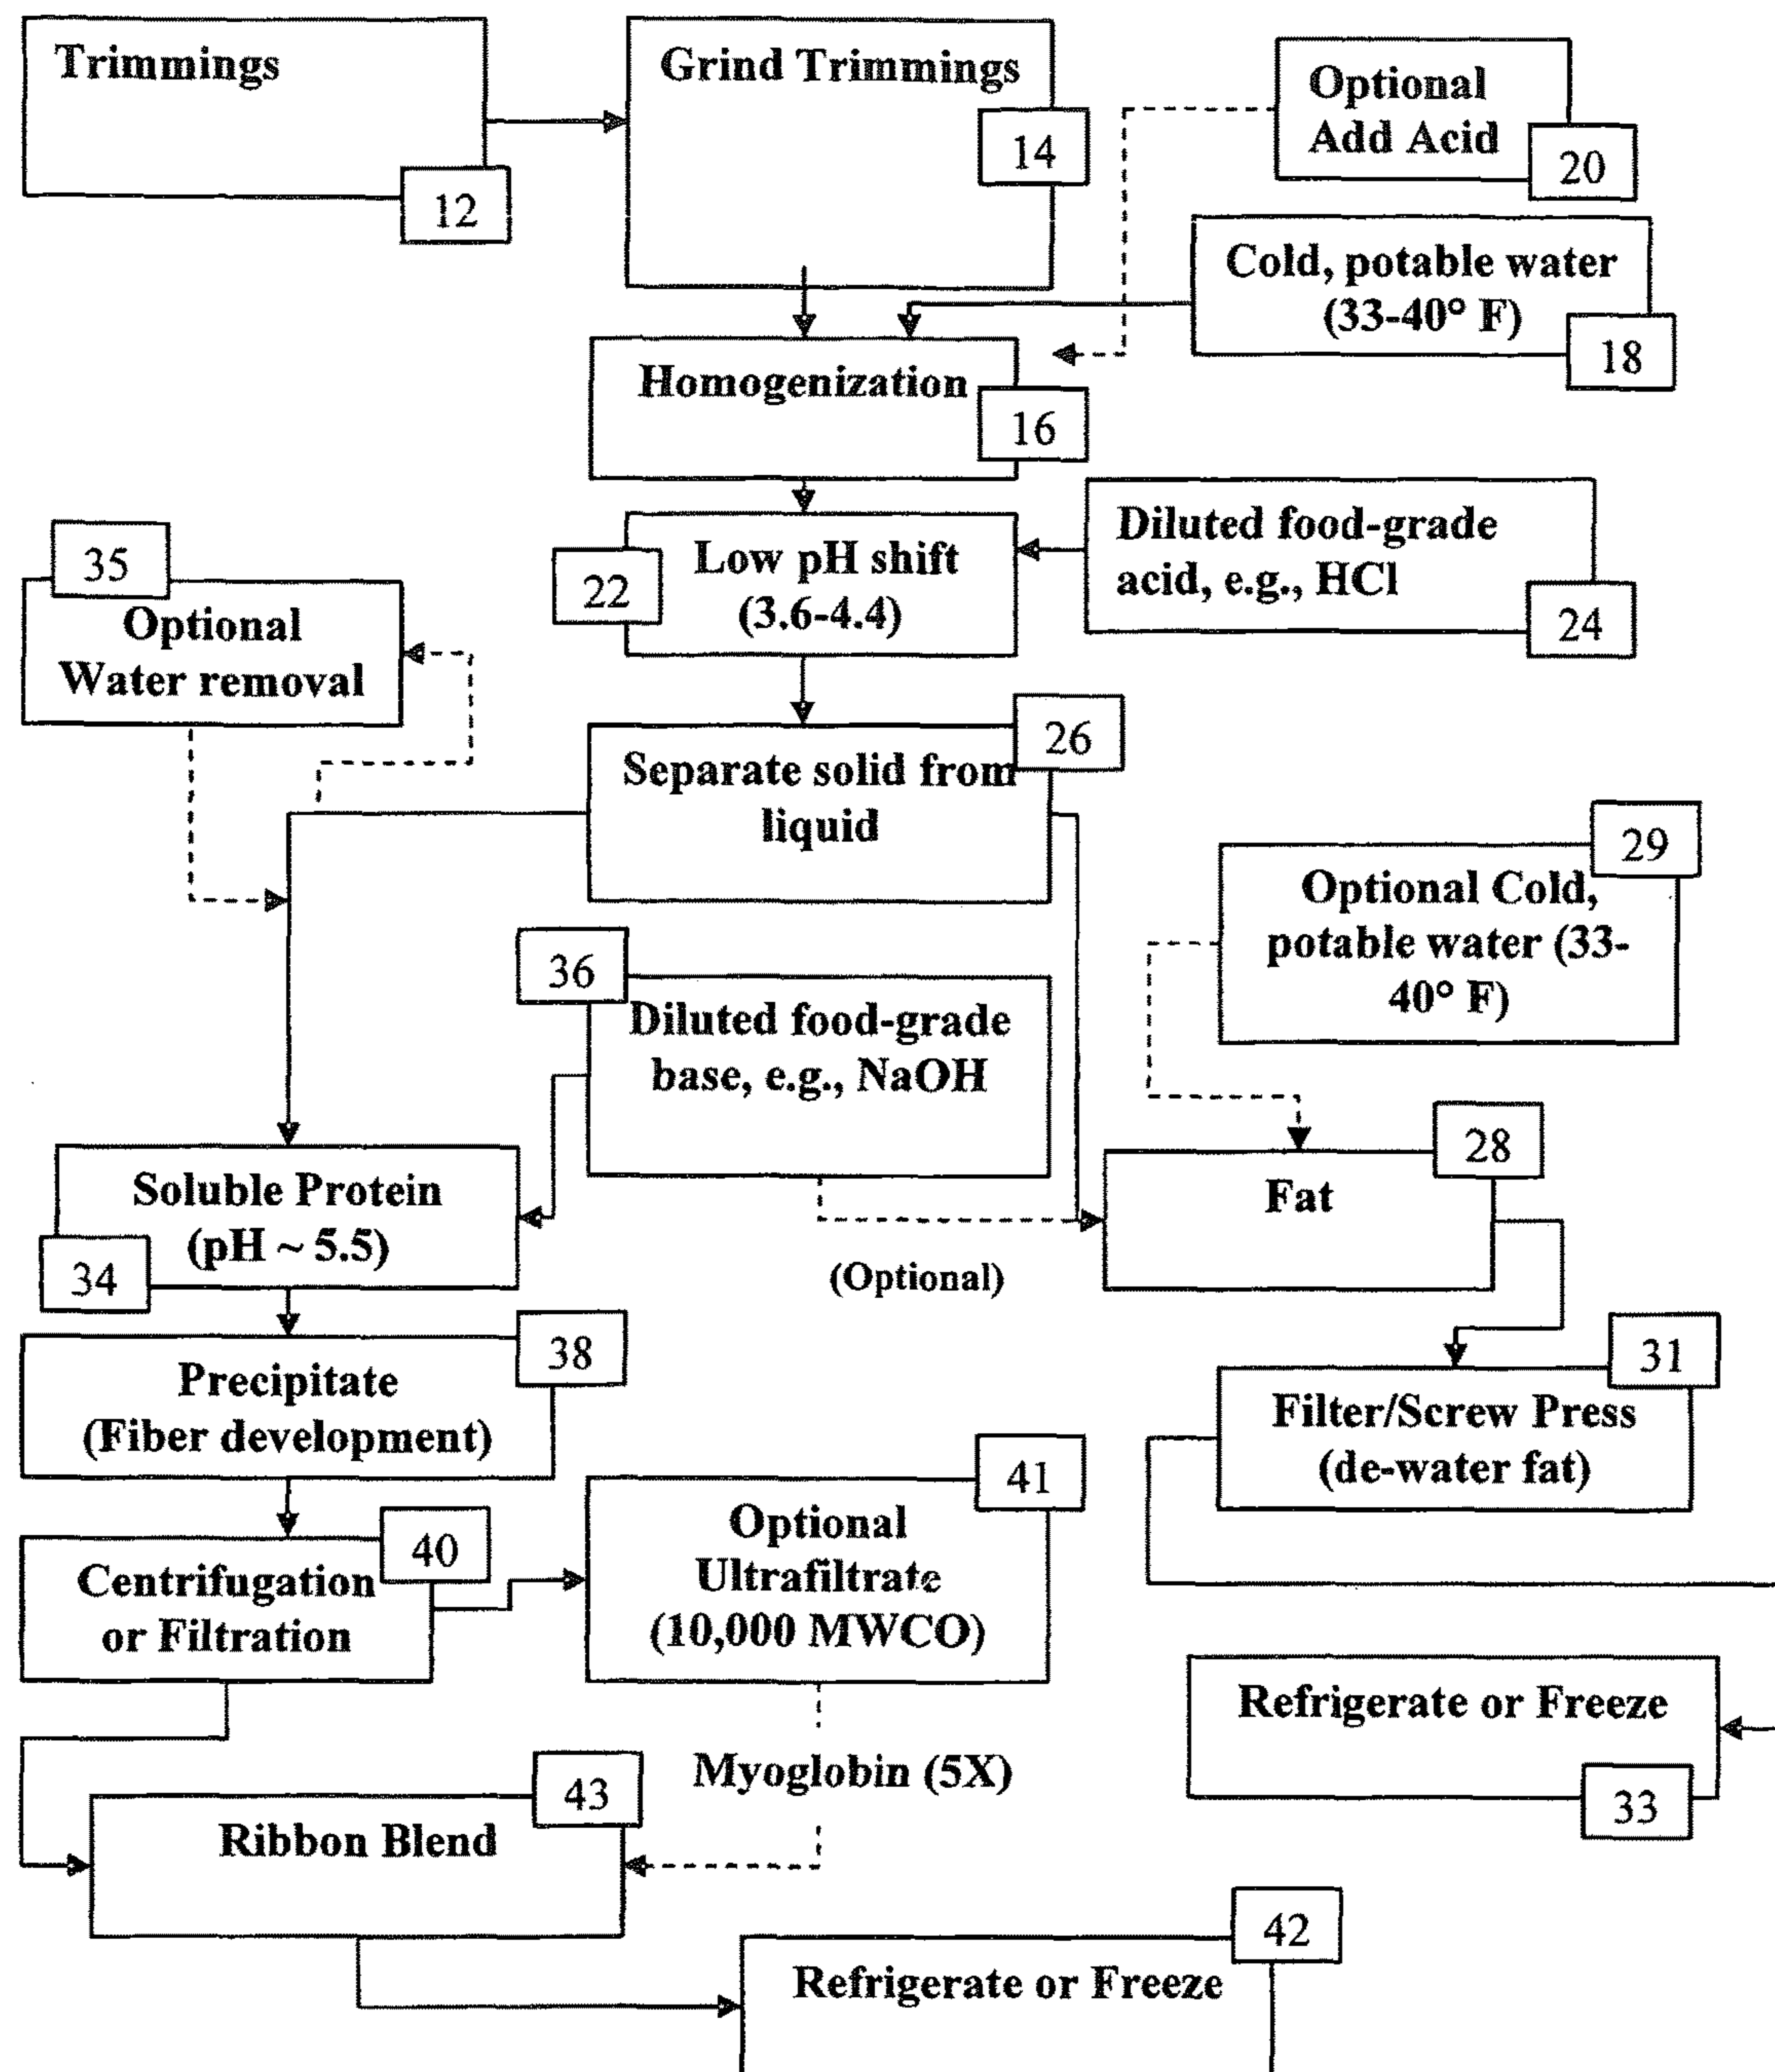 Trimmings
12
Grind Trimmings
14
Optional
Add Acid
20
Cold, potable water
(33-40° F)
18
Homogenization
16
Low pH shift
(3.6-4.4)
22
Diluted food-grade
acid, e.g., HCl
24
35
Optional
Water removal
26
Separate solid from
liquid
29
Optional Cold,
potable water (33-
40° F)
36
Diluted food-grade
base, e.g., NaOH
Soluble Protein
(pH ~ 5.5)
34
28
Fat
(Optional)
38
Precipitate
(Fiber development)
31
Filter/Screw Press
(de-water fat)
40
Centrifugation
or Filtration
41
Optional
Ultrafiltrate
(10,000 MWCO)
Refrigerate or Freeze
33
Myoglobin (5X)
43
Ribbon Blend
42
Refrigerate or Freeze